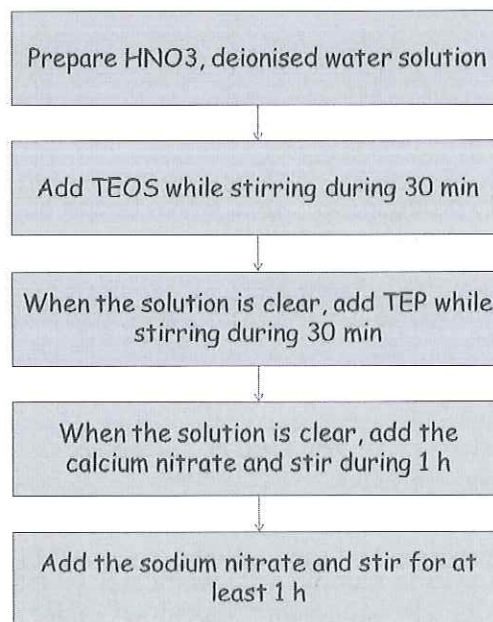 Prepare HNO3, deionised water solution
Add TEOS while stirring during 30 min
When the solution is clear, add TEP while
stirring during 30 min
When the solution is clear, add the
calcium nitrate and stir during 1 h
Add the sodium nitrate and stir for at
least 1 h